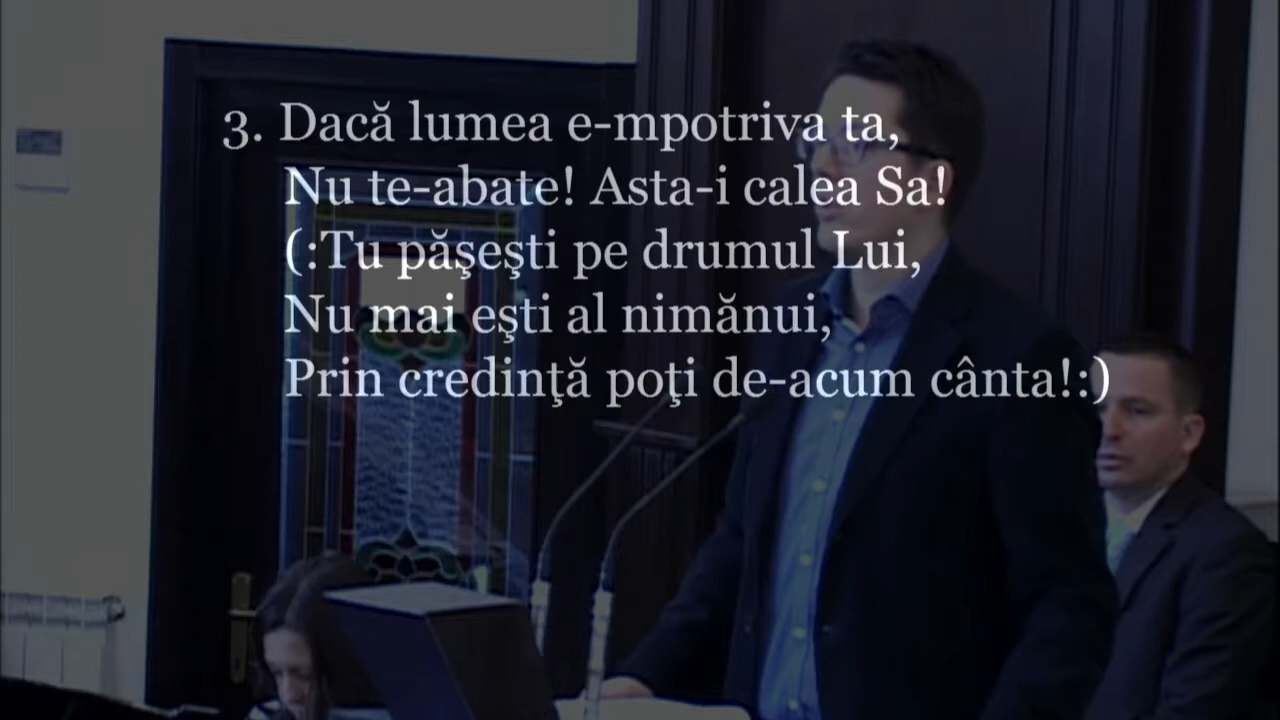 3. Dacă lumea e-mpotriva ta,
Nu te-abate! Asta-i calea Sa!
(:Tu păşeşti pe drumul Lui,
Nu mai eşti al nimănui,
Prin credinţă poţi de-acum cânta!:)